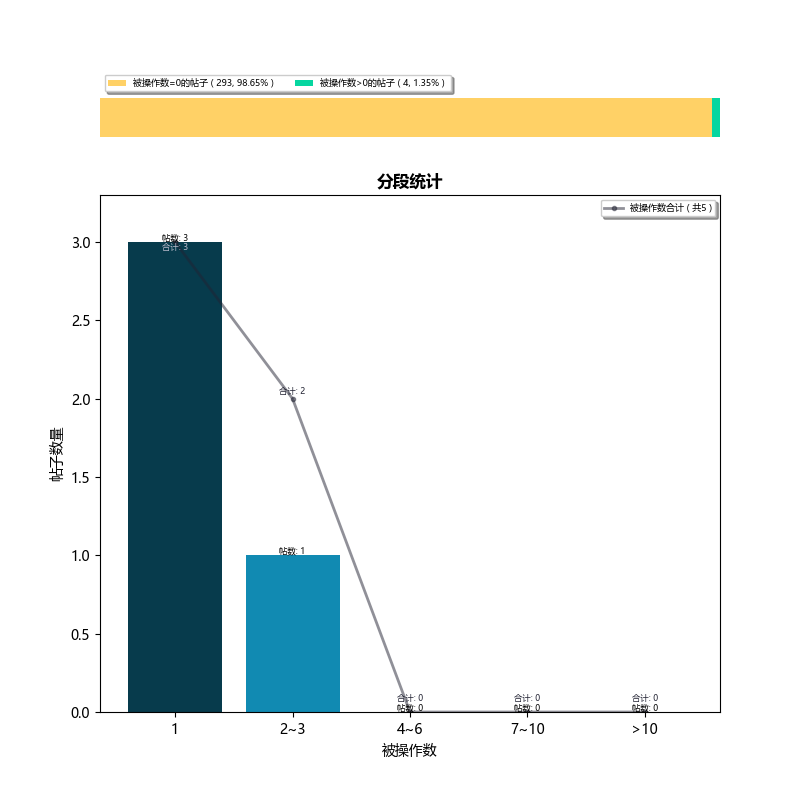 被操作数=0的帖子 ( 293, 98.65% ) 被操作数>0的帖子 ( 4, 1.35% )
分段统计
被操作数合计 ( 共5 )
帖子数量
3.0
2.5
2.0
1.5
1.0
0.5
0.0
帖数: 3
合计: 3
合计: 2
帖数: 1
合计: 0 合计: 0 合计: 0
帖数: 0 帖数: 0 帖数: 0
1 2~3 4~6 7~10 >10
被操作数